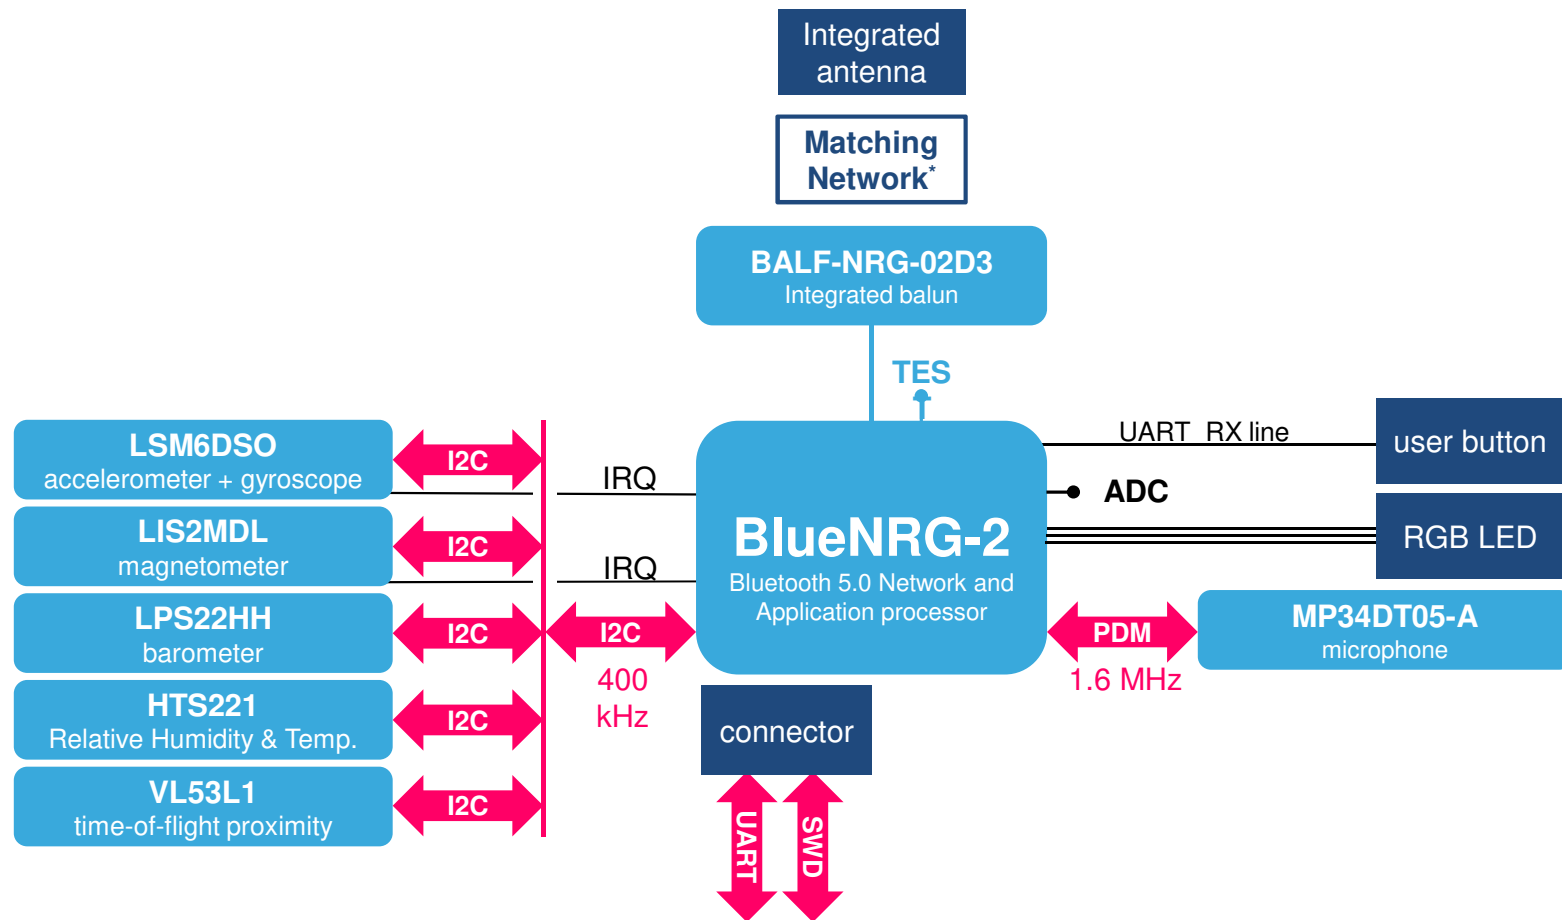 Integrated
antenna
Matching
Network*
BALF-NRG-02D3
Integrated balun
TES
LSM6DSO
accelerometer + gyroscope
I2C
IRQ
LIS2MDL
magnetometer
I2C
IRQ
LPS22HH
barometer
I2C
I2C
400
kHz
HTS221
Relative Humidity & Temp.
I2C
VL53L1
time-of-flight proximity
I2C
BlueNRG-2
Bluetooth 5.0 Network and
Application processor
UART RX line
user button
ADC
RGB LED
PDM
1.6 MHz
MP34DT05-A
microphone
connector
UART
SWD